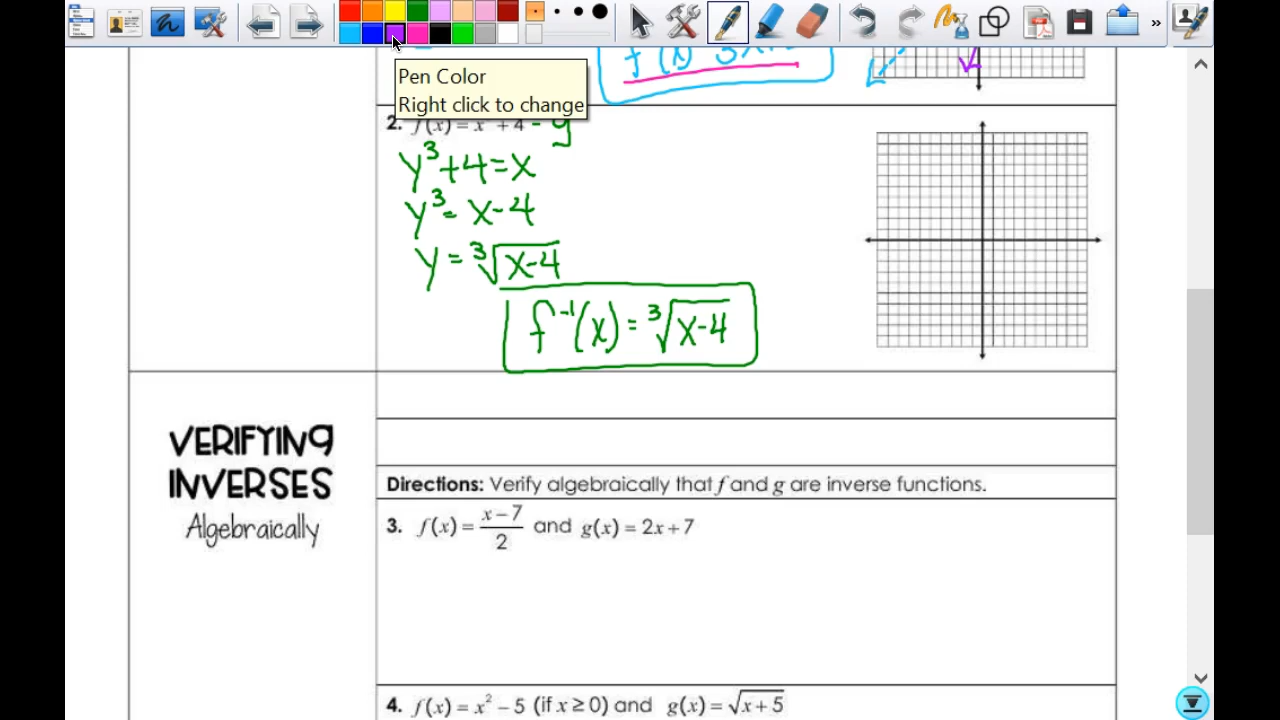 Pen Color
Right click to change
2. f(x) = x + 4 = y
y³+4=x
y³= x-4
y = ∛x-4
f⁻¹(x) = ∛x-4
VERIFYING
INVERSES
Algebraically
Directions: Verify algebraically that f and g are inverse functions.
3. f(x) = (x – 7)/2 and g(x) = 2x + 7
4. f(x) = x² – 5 (if x ≥ 0) and g(x) = √x + 5